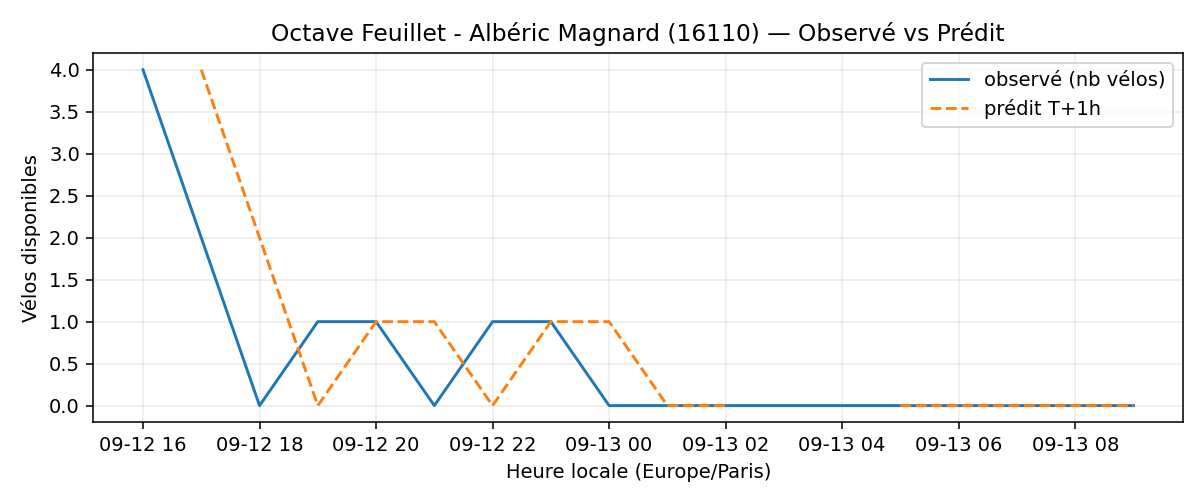 Octave Feuillet - Albéric Magnard (16110) — Observé vs Prédit
observé (nb vélos)
prédit T+1h
Vélos disponibles
4.0
3.5
3.0
2.5
2.0
1.5
1.0
0.5
0.0
09-12 16 09-12 18 09-12 20 09-12 22 09-13 00 09-13 02 09-13 04 09-13 06 09-13 08
Heure locale (Europe/Paris)